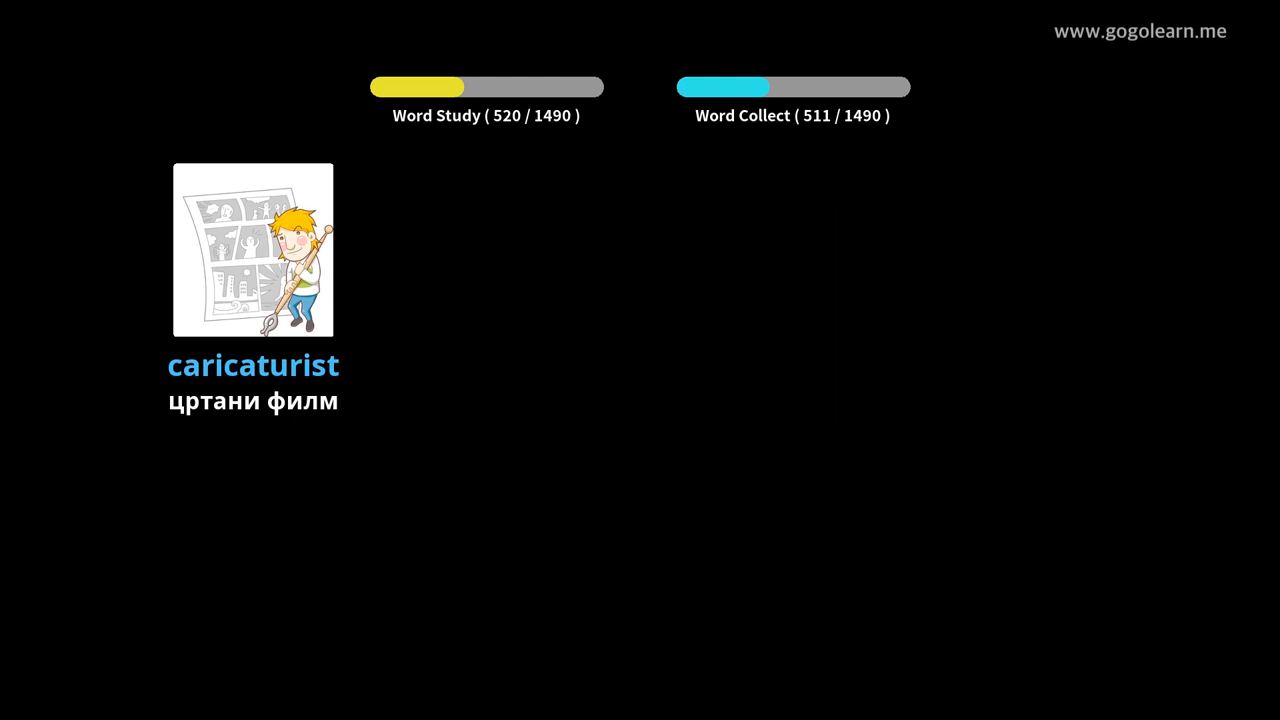 www.gogolearn.me
Word Study ( 520 / 1490 )
Word Collect ( 511 / 1490 )
caricaturist
цртани филм